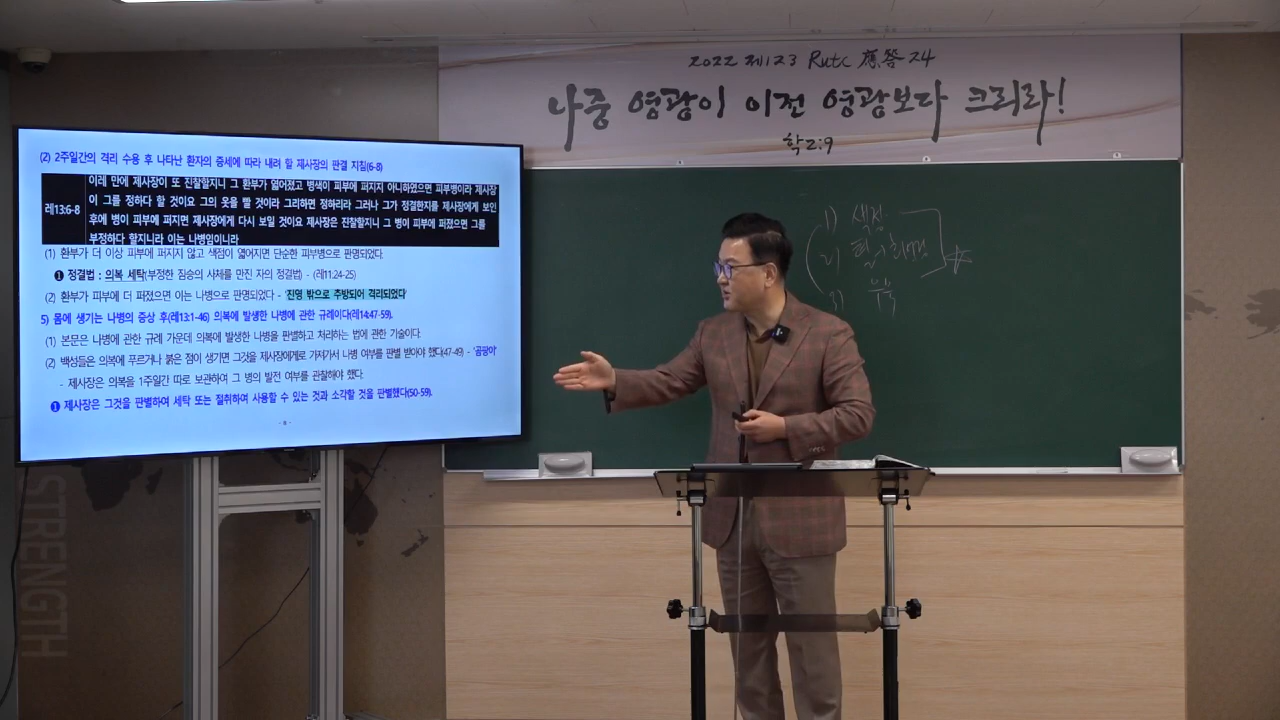 2022 제123 Rutc 應答 24
나중 영광이 이전 영광보다 크리라!
학2:9
(2) 2주일간의 격리 수용 후 나타난 환자의 증세에 따라 내려 할 제사장의 판결 지침(6-8)
레13:6-8
이레 만에 제사장이 또 진찰할지니 그 환부가 엷어졌고 병색이 피부에 퍼지지 아니하였으면 피부병이라 제사장
이 그를 정하다 할 것이요 그의 옷을 빨 것이라 그리하면 정하리라 그러나 그가 정결한지를 제사장에게 보인
후에 병이 피부에 퍼지면 제사장에게 다시 보일 것이요 제사장은 진찰할지니 그 병이 피부에 퍼졌으면 그를
부정하다 할지니라 이는 나병임이니라
(1) 환부가 더 이상 피부에 퍼지지 않고 색점이 엷어지면 단순한 피부병으로 판명되었다.
❶ 정결법 : 의복 세탁(부정한 짐승의 사체를 만진 자의 정결법) - (레11:24-25)
(2) 환부가 피부에 더 퍼졌으면 이는 나병으로 판명되었다 - '진영 밖으로 추방되어 격리되었다'
5) 몸에 생기는 나병의 증상 후(레13:1-46) 의복에 발생한 나병에 관한 규례이다(레14:47-59).
(1) 본문은 나병에 관한 규례 가운데 의복에 발생한 나병을 판별하고 처리하는 법에 관한 기술이다.
(2) 백성들은 의복에 푸르거나 붉은 점이 생기면 그것을 제사장에게로 가져가서 나병 여부를 판별 받아야 했다(47-49) - '곰팡이'
- 제사장은 의복을 1주일간 따로 보관하여 그 병의 발전 여부를 관찰해야 했다.
❶ 제사장은 그것을 판별하여 세탁 또는 절취하여 사용할 수 있는 것과 소각할 것을 판별했다(50-59).
- 8 -
1) 색점
2)
3)
STRENGTH